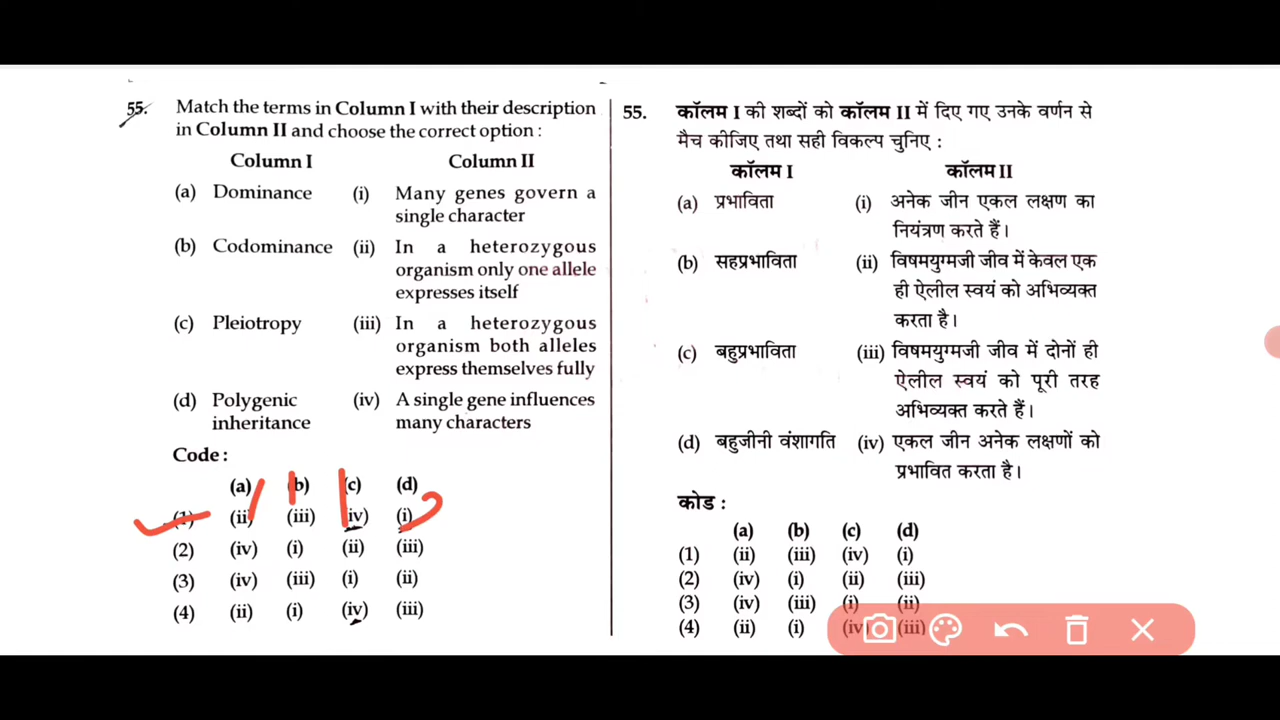 55. Match the terms in Column I with their description
in Column II and choose the correct option :
Column I Column II
(a) Dominance (i) Many genes govern a
single character
(b) Codominance (ii) In a heterozygous
organism only one allele
expresses itself
(c) Pleiotropy (iii) In a heterozygous
organism both alleles
express themselves fully
(d) Polygenic (iv) A single gene influences
inheritance many characters
Code :
(a) (b) (c) (d)
(1) (ii) (iii) (iv) (i)
(2) (iv) (i) (ii) (iii)
(3) (iv) (iii) (i) (ii)
(4) (ii) (i) (iv) (iii)
55. कॉलम I की शब्दों को कॉलम II में दिए गए उनके वर्णन से
मैच कीजिए तथा सही विकल्प चुनिए :
कॉलम I कॉलम II
(a) प्रभाविता (i) अनेक जीन एकल लक्षण का
नियंत्रण करते हैं।
(b) सहप्रभाविता (ii) विषमयुग्मजी जीव में केवल एक
ही ऐलील स्वयं को अभिव्यक्त
करता है।
(c) बहुप्रभाविता (iii) विषमयुग्मजी जीव में दोनों ही
ऐलील स्वयं को पूरी तरह
अभिव्यक्त करते हैं।
(d) बहुजीनी वंशागति (iv) एकल जीन अनेक लक्षणों को
प्रभावित करता है।
कोड :
(a) (b) (c) (d)
(1) (ii) (iii) (iv) (i)
(2) (iv) (i) (ii) (iii)
(3) (iv) (iii) (i) (ii)
(4) (ii) (i) (iv) (iii)